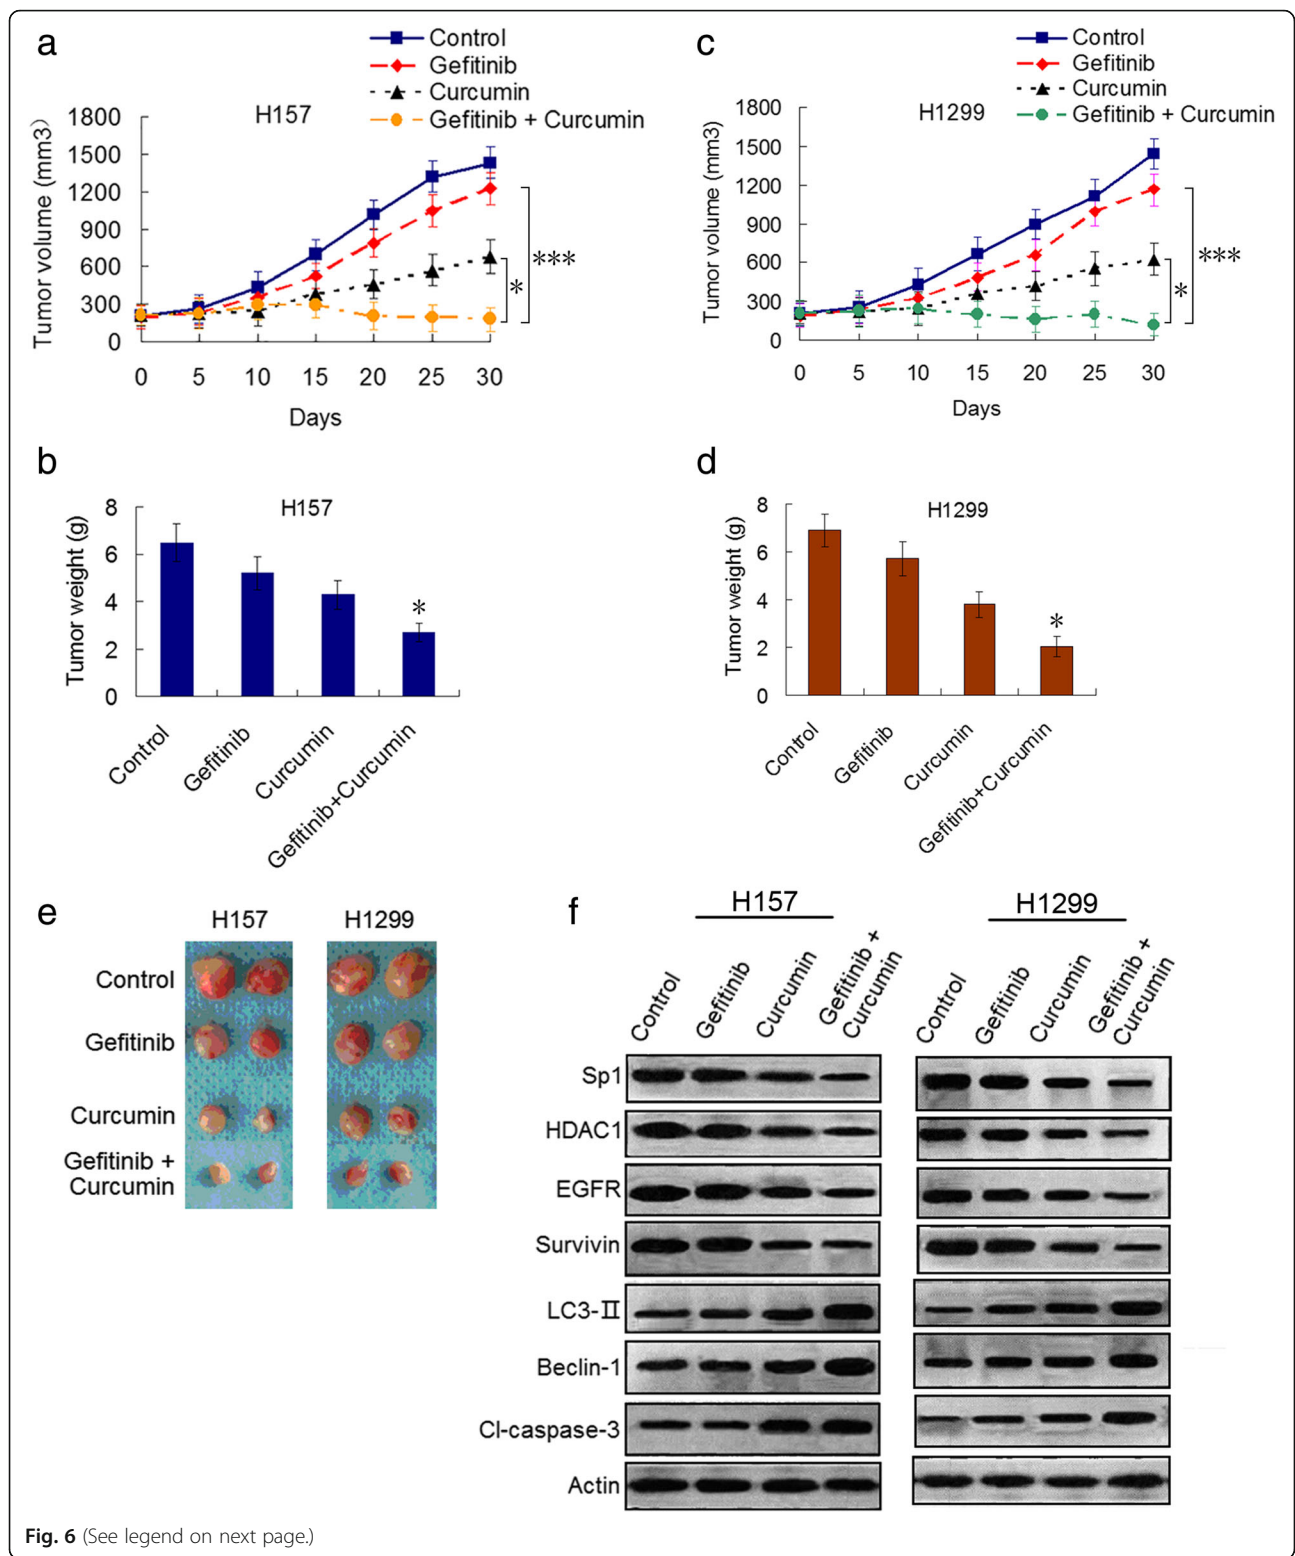 a
Control
Gefitinib
Curcumin
Gefitinib + Curcumin
H157
Tumor volume (mm3)
1800
1500
1200
900
600
300
0
***
*
0 5 10 15 20 25 30
Days
c
Control
Gefitinib
Curcumin
Gefitinib + Curcumin
H1299
Tumor volume (mm3)
1800
1500
1200
900
600
300
0
***
*
0 5 10 15 20 25 30
Days
b
H157
Tumor weight (g)
8
6
4
2
0
*
Control
Gefitinib
Curcumin
Gefitinib+Curcumin
d
H1299
Tumor weight (g)
8
6
4
2
0
*
Control
Gefitinib
Curcumin
Gefitinib+Curcumin
e
H157 H1299
Control
Gefitinib
Curcumin
Gefitinib +
Curcumin
f
H157
H1299
Control
Gefitinib
Curcumin
Gefitinib +
Curcumin
Control
Gefitinib
Curcumin
Gefitinib +
Curcumin
Sp1
HDAC1
EGFR
Survivin
LC3-II
Beclin-1
Cl-caspase-3
Actin
Fig. 6 (See legend on next page.)